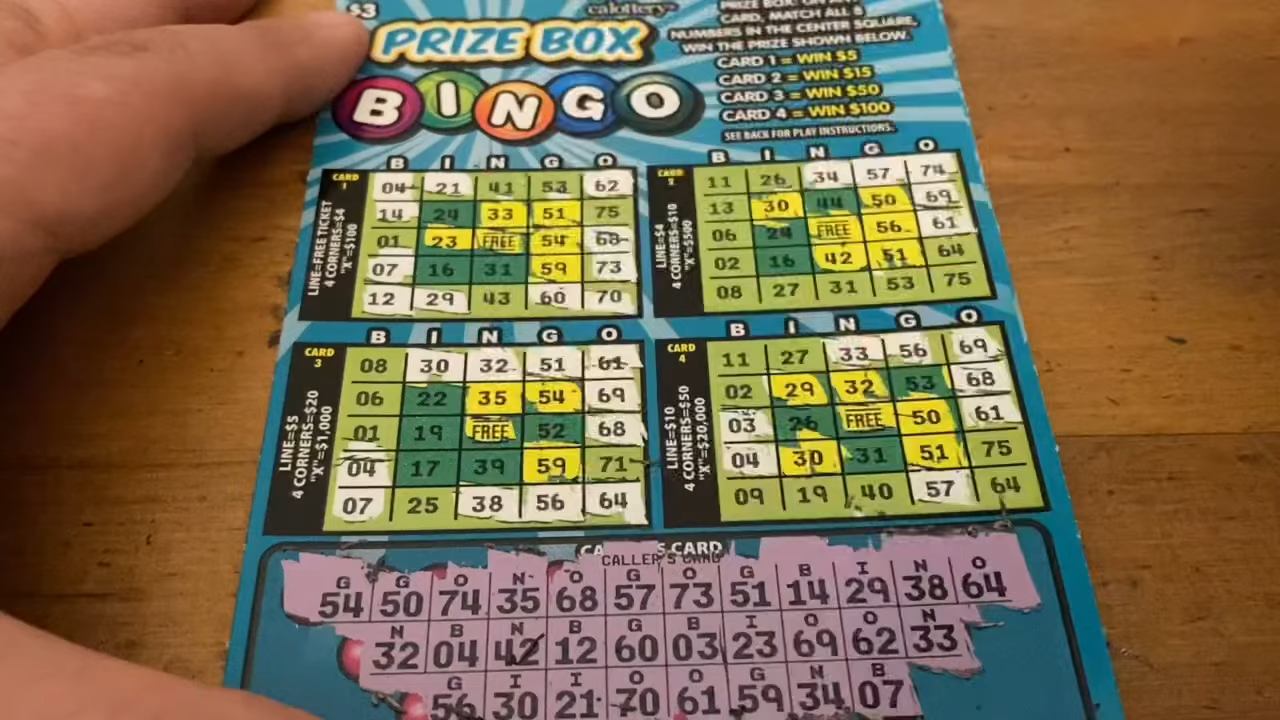 $3
calottery
PRIZE BOX
BINGO
PRIZE BOX: ON ANY
CARD, MATCH ALL 8
NUMBERS IN THE CENTER SQUARE,
WIN THE PRIZE SHOWN BELOW.
CARD 1 = WIN $5
CARD 2 = WIN $15
CARD 3 = WIN $50
CARD 4 = WIN $100
SEE BACK FOR PLAY INSTRUCTIONS.
B I N G O
CARD 1
LINE=FREE TICKET
4 CORNERS=$4
"X"=$100
04 21 41 53 62
14 24 33 51 75
01 23 FREE 54 68
07 16 31 59 73
12 29 43 60 70
B I N G O
CARD 2
LINE=$4
4 CORNERS=$10
"X"=$500
11 26 34 57 74
13 30 44 50 69
06 24 FREE 56 61
02 16 42 51 64
08 27 31 53 75
B I N G O
CARD 3
LINE=$5
4 CORNERS=$20
"X"=$1,000
08 30 32 51 61
06 22 35 54 69
01 19 FREE 52 68
04 17 39 59 71
07 25 38 56 64
B I N G O
CARD 4
LINE=$10
4 CORNERS=$50
"X"=$20,000
11 27 33 56 69
02 29 32 53 68
03 26 FREE 50 61
04 30 31 51 75
09 19 40 57 64
CALLER'S CARD
G G O N O G O G B I N O
54 50 74 35 68 57 73 51 14 29 38 64
N B N B G B I O O N
32 04 42 12 60 03 23 69 62 33
G I I O O G N B
56 30 21 70 61 59 34 07